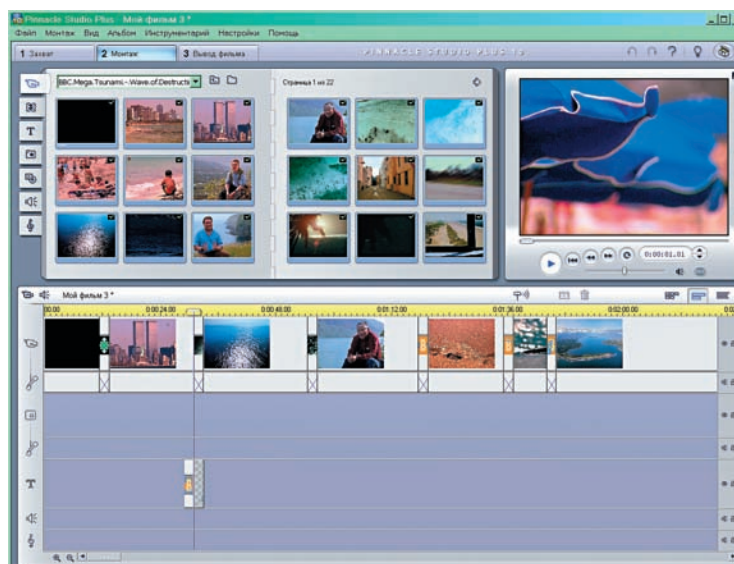 Pinnacle Studio Plus - Мой фильм 3 *
Файл Монтаж Вид Альбом Инструментарий Настройки Помощь
1 Захват 2 Монтаж 3 Вывод фильма
PINNACLE STUDIO PLUS
BBC.Mega.Tsunami.-.Wave.of.Destructi
Страница 1 из 22
T
0:00:01.01
Мой фильм 3 *
0:00:24.00 0:00:48.00 0:01:12.00 0:01:36.00 0:02:00.00
T